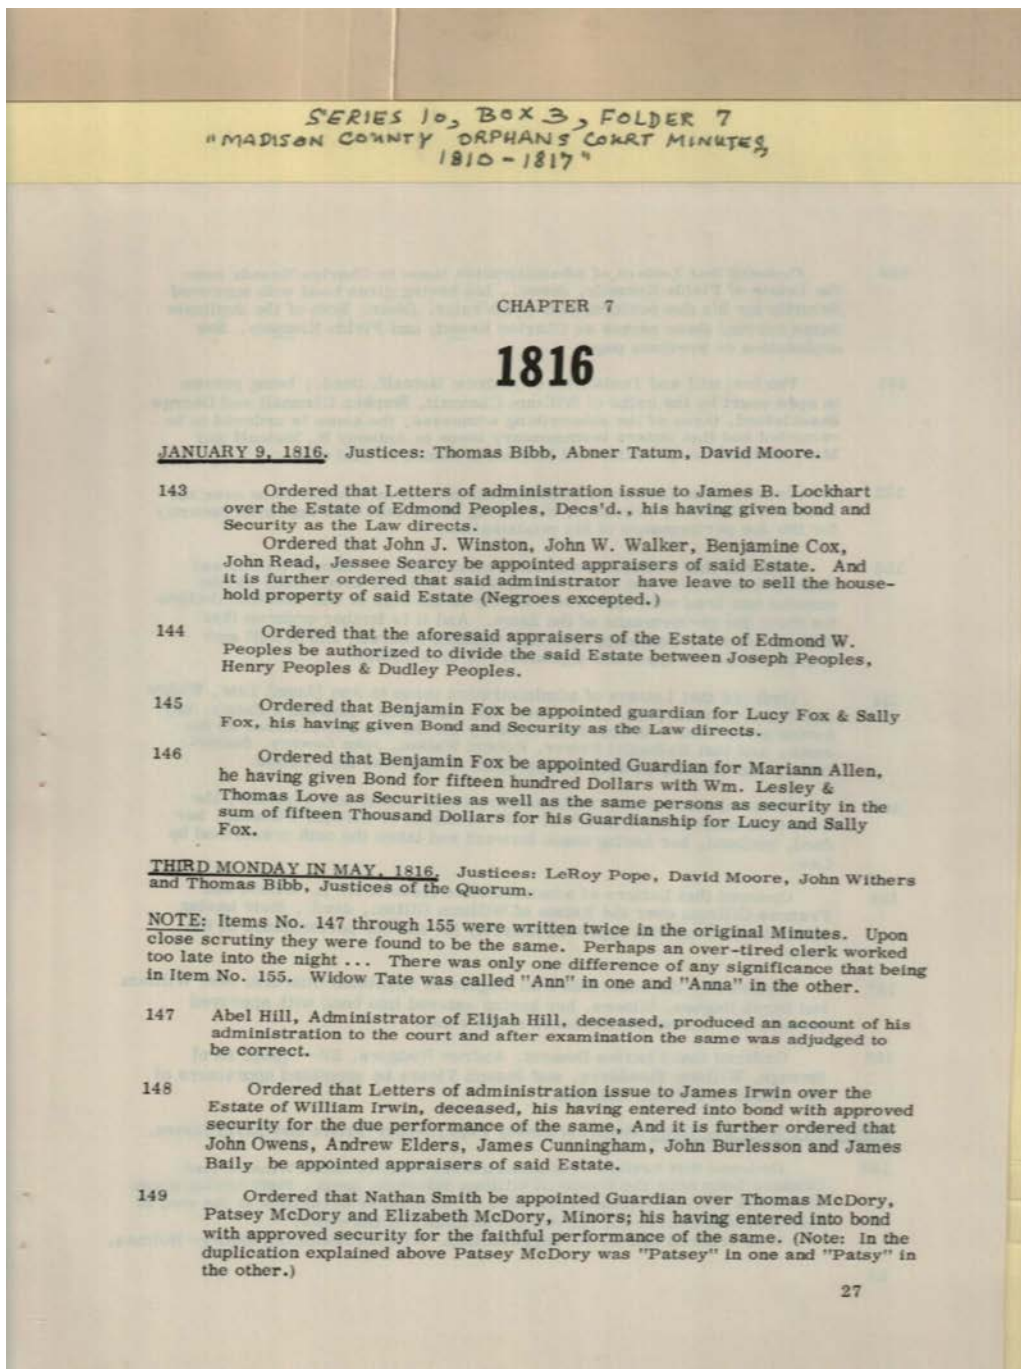 SERIES 10, BOX 3, FOLDER 7
"MADISON COUNTY ORPHANS COURT MINUTES,
1810-1817"
CHAPTER 7
1816
JANUARY 9, 1816. Justices: Thomas Bibb, Abner Tatum, David Moore.
143 Ordered that Letters of administration issue to James B. Lockhart
over the Estate of Edmond Peoples, Decs'd., his having given bond and
Security as the Law directs.
Ordered that John J. Winston, John W. Walker, Benjamine Cox,
John Read, Jessee Searcy be appointed appraisers of said Estate. And
it is further ordered that said administrator have leave to sell the house-
hold property of said Estate (Negroes excepted.)
144 Ordered that the aforesaid appraisers of the Estate of Edmond W.
Peoples be authorized to divide the said Estate between Joseph Peoples,
Henry Peoples & Dudley Peoples.
145 Ordered that Benjamin Fox be appointed guardian for Lucy Fox & Sally
Fox, his having given Bond and Security as the Law directs.
146 Ordered that Benjamin Fox be appointed Guardian for Mariann Allen,
he having given Bond for fifteen hundred Dollars with Wm. Lesley &
Thomas Love as Securities as well as the same persons as security in the
sum of fifteen Thousand Dollars for his Guardianship for Lucy and Sally
Fox.
THIRD MONDAY IN MAY, 1816. Justices: LeRoy Pope, David Moore, John Withers
and Thomas Bibb, Justices of the Quorum.
NOTE: Items No. 147 through 155 were written twice in the original Minutes. Upon
close scrutiny they were found to be the same. Perhaps an over-tired clerk worked
too late into the night ... There was only one difference of any significance that being
in Item No. 155. Widow Tate was called "Ann" in one and "Anna" in the other.
147 Abel Hill, Administrator of Elijah Hill, deceased, produced an account of his
administration to the court and after examination the same was adjudged to
be correct.
148 Ordered that Letters of administration issue to James Irwin over the
Estate of William Irwin, deceased, his having entered into bond with approved
security for the due performance of the same, And it is further ordered that
John Owens, Andrew Elders, James Cunningham, John Burlesson and James
Baily be appointed appraisers of said Estate.
149 Ordered that Nathan Smith be appointed Guardian over Thomas McDory,
Patsey McDory and Elizabeth McDory, Minors; his having entered into bond
with approved security for the faithful performance of the same. (Note: In the
duplication explained above Patsey McDory was "Patsey" in one and "Patsy" in
the other.)
27